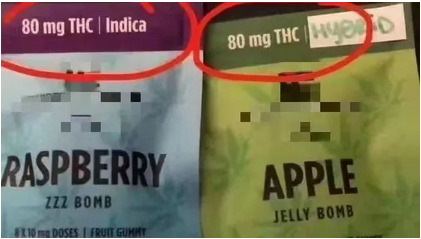 80 mg THC | Indica
RASPBERRY
ZZZ BOMB
8 X 10 mg DOSES | FRUIT GUMMY
80 mg THC | HYBRID
APPLE
JELLY BOMB